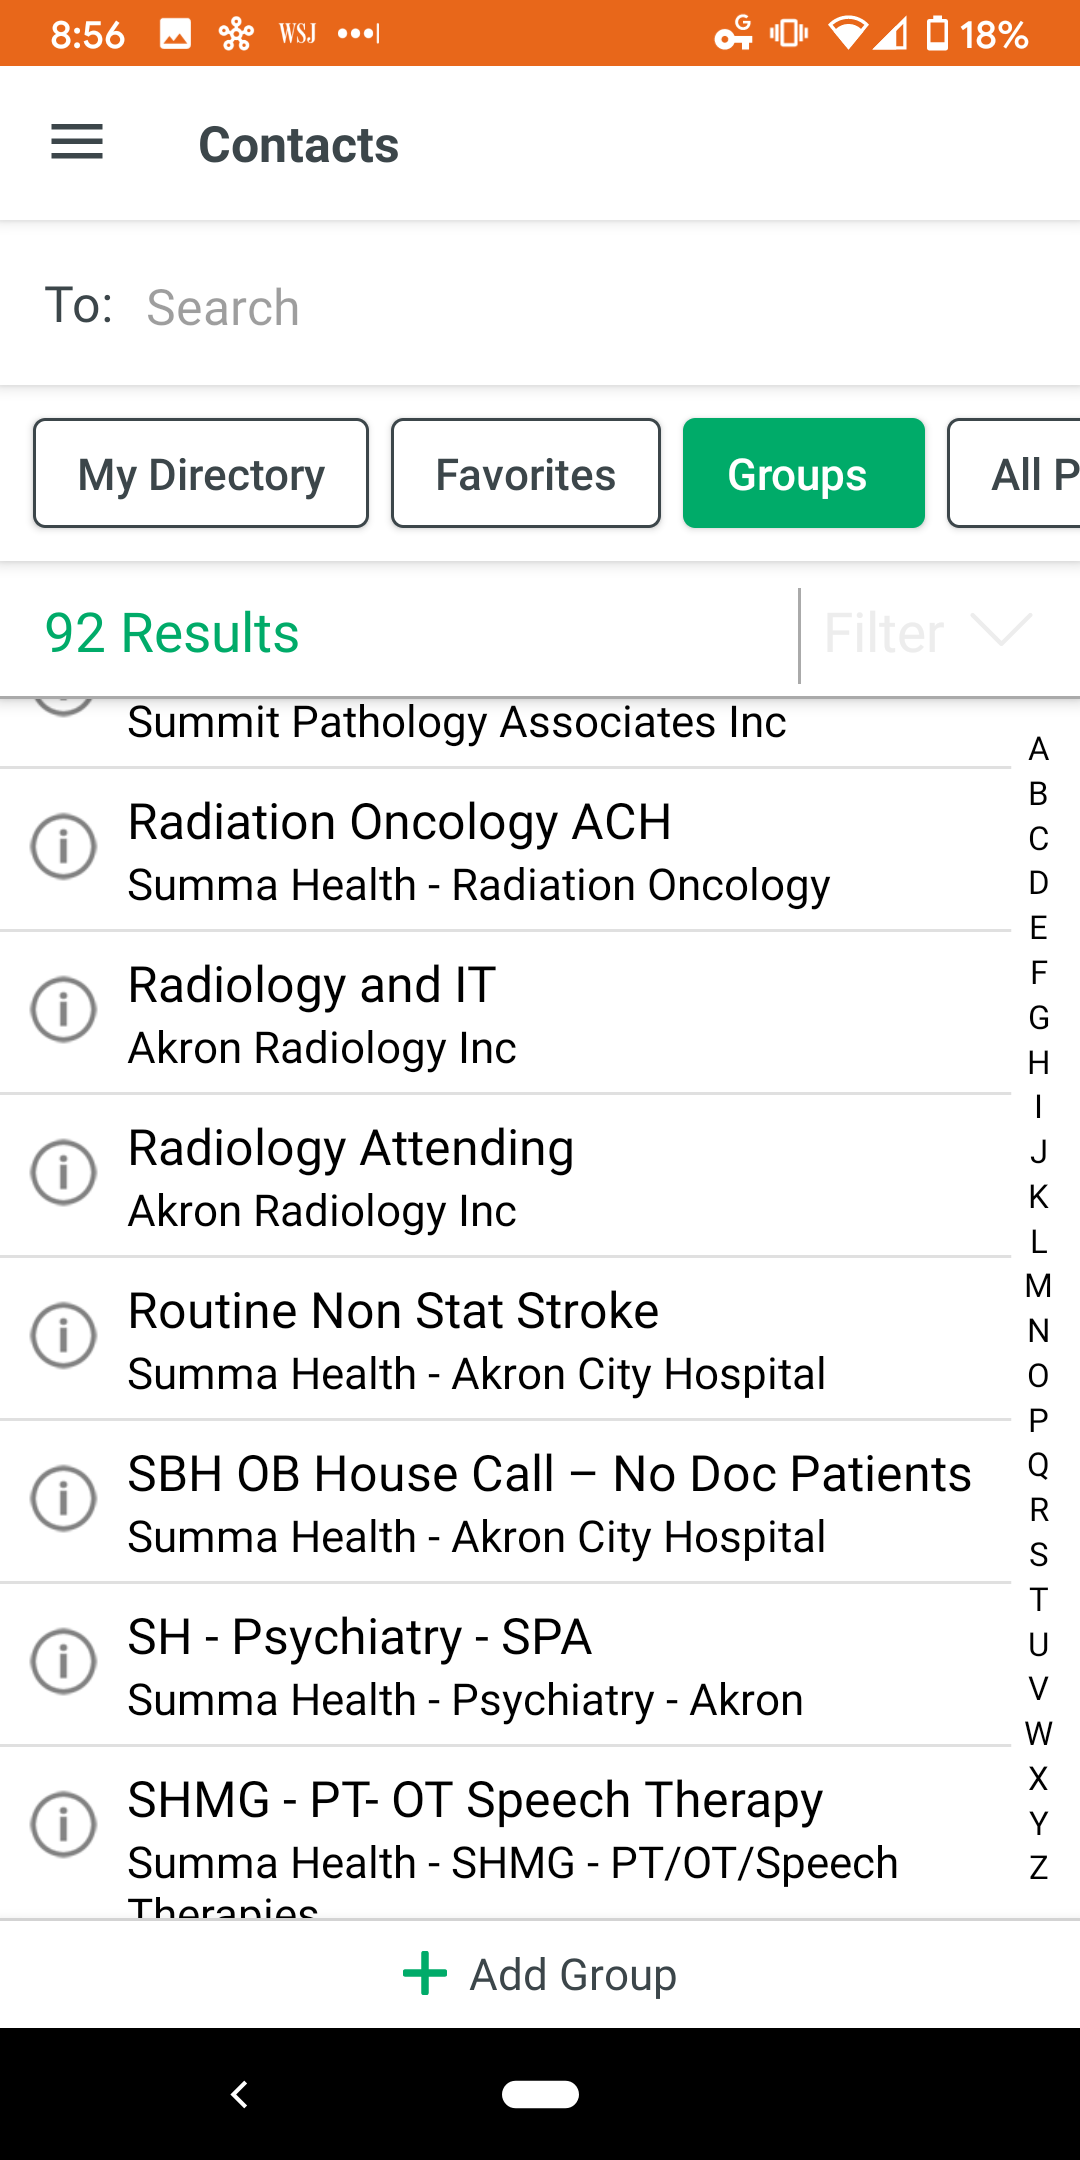 8:56 WSJ G 18%
Contacts
To: Search
My Directory Favorites Groups All P
92 Results Filter
Summit Pathology Associates Inc
Radiation Oncology ACH
Summa Health - Radiation Oncology
Radiology and IT
Akron Radiology Inc
Radiology Attending
Akron Radiology Inc
Routine Non Stat Stroke
Summa Health - Akron City Hospital
SBH OB House Call – No Doc Patients
Summa Health - Akron City Hospital
SH - Psychiatry - SPA
Summa Health - Psychiatry - Akron
SHMG - PT- OT Speech Therapy
Summa Health - SHMG - PT/OT/Speech
Therapies
A
B
C
D
E
F
G
H
I
J
K
L
M
N
O
P
Q
R
S
T
U
V
W
X
Y
Z
Add Group